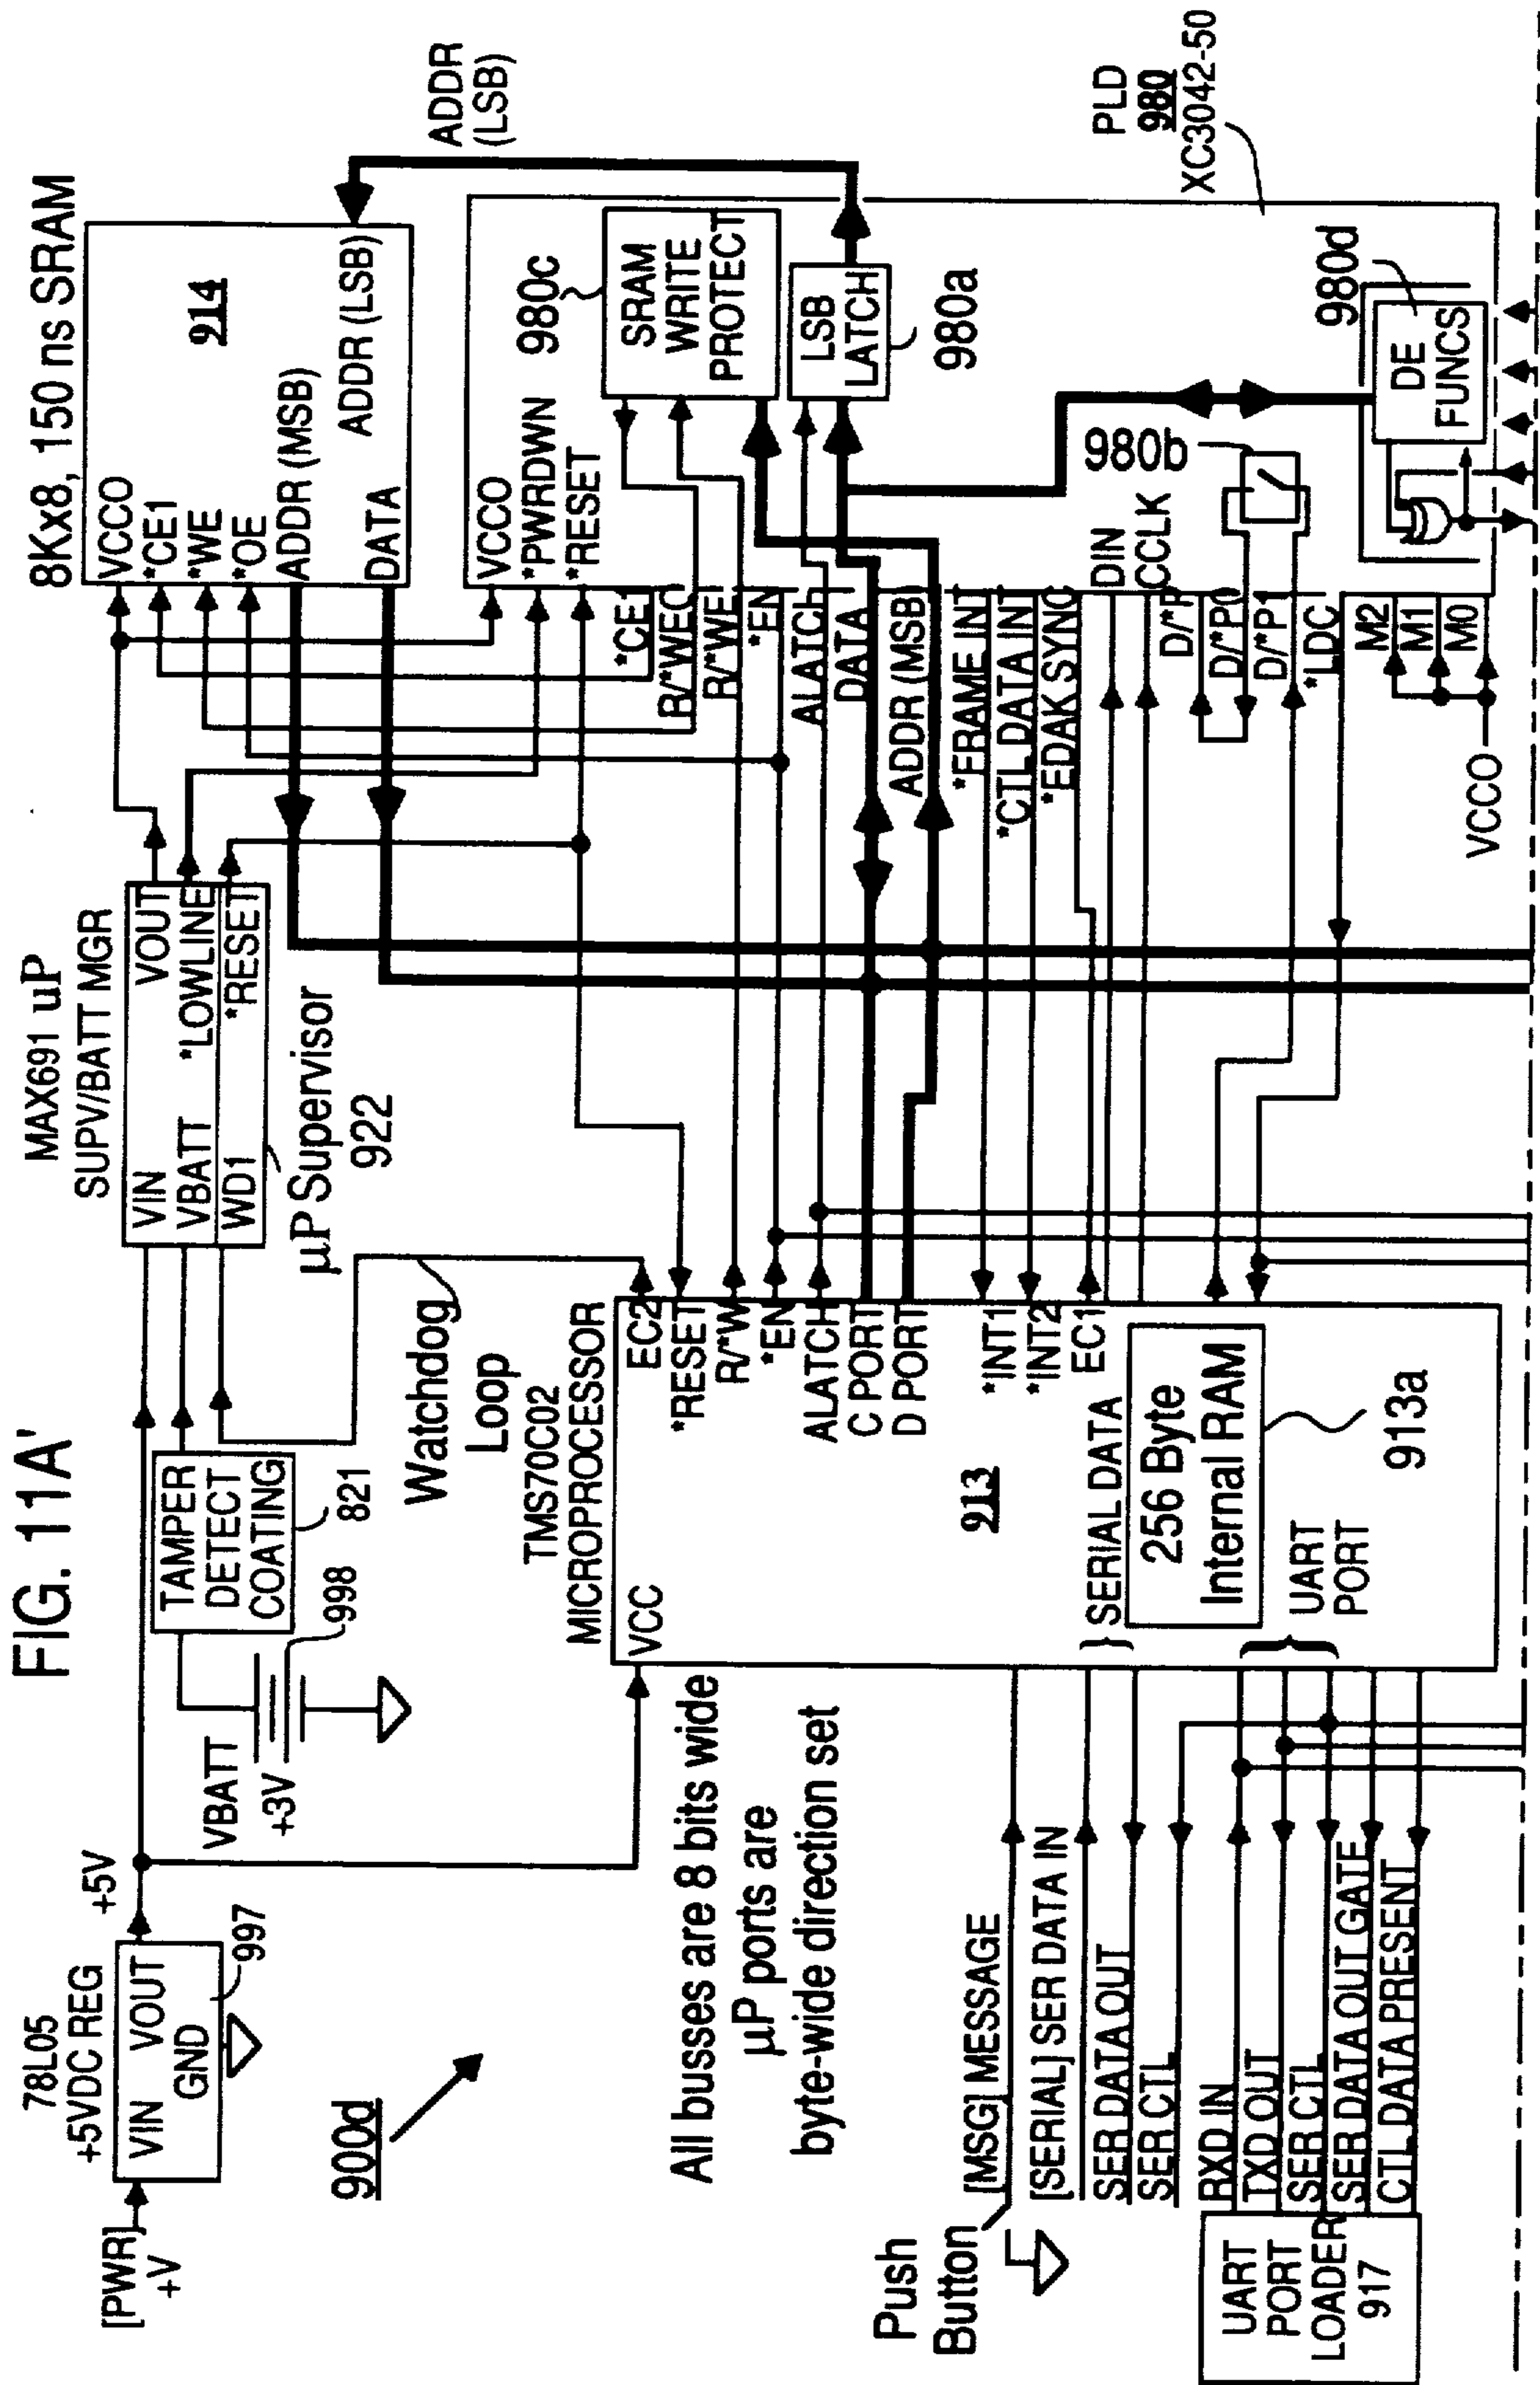 FIG. 11A'
[PWR]
+V
78L05
+5VDC REG
VIN VOUT
GND
997
+5V
VBATT
+3V
998
TAMPER
DETECT
COATING
821
MAX691 uP
SUPV/BATT MGR
VIN VOUT
VBATT *LOWLINE
WD1 *RESET
µP Supervisor
922
Watchdog
Loop
8Kx8, 150 ns SRAM
VCCO
*CE1
*WE
*OE
ADDR (MSB)
DATA
914
ADDR (LSB)
ADDR
(LSB)
900d
All busses are 8 bits wide
µP ports are
byte-wide direction set
TMS70C02
MICROPROCESSOR
VCC
EC2
*RESET
R/*W
*EN
ALATCH
C PORT
D PORT
*INT1
*INT2
EC1
913
SERIAL DATA
256 Byte
Internal RAM
913a
UART
PORT
Push
Button
[MSG] MESSAGE
[SERIAL] SER DATA IN
SER DATA OUT
SER CTL
RXD IN
TXD OUT
SER CTL
SER DATA OUT GATE
CTL DATA PRESENT
UART
PORT
LOADER
917
VCCO
*PWRDWN
*RESET
*CE1
R/*WEO
R/*WEI
*EN
ALATCH
DATA
ADDR (MSB)
*FRAME INT
*CTL DATA INT
*EDAK SYNC
DIN
CCLK
D/*P
D/*P0
D/*P1
*LDC
M2
M1
M0
VCCO
980c
SRAM
WRITE
PROTECT
LSB
LATCH
980a
980b
980d
DE
FUNCS
PLD
980
XC3042-50